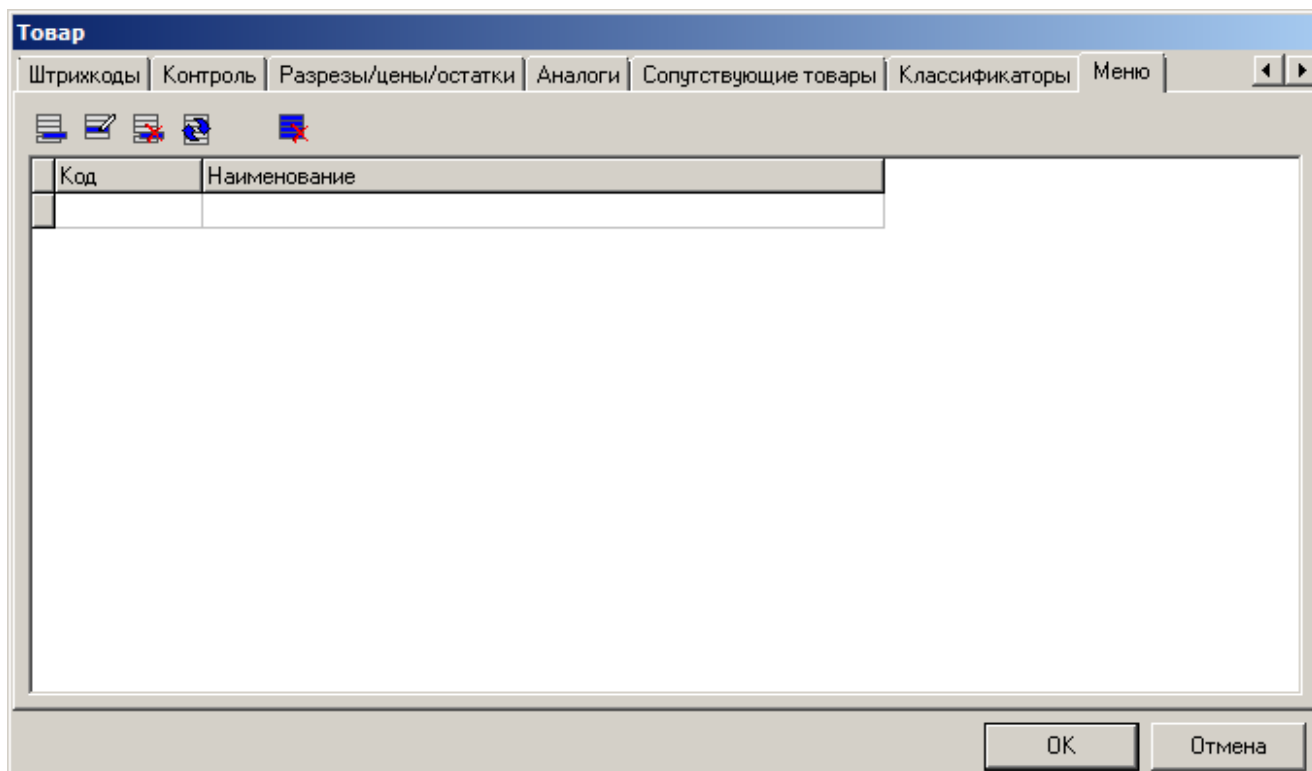 Товар
Штрихкоды Контроль Разрезы/цены/остатки Аналоги Сопутствующие товары Классификаторы Меню
Код Наименование
OK Отмена